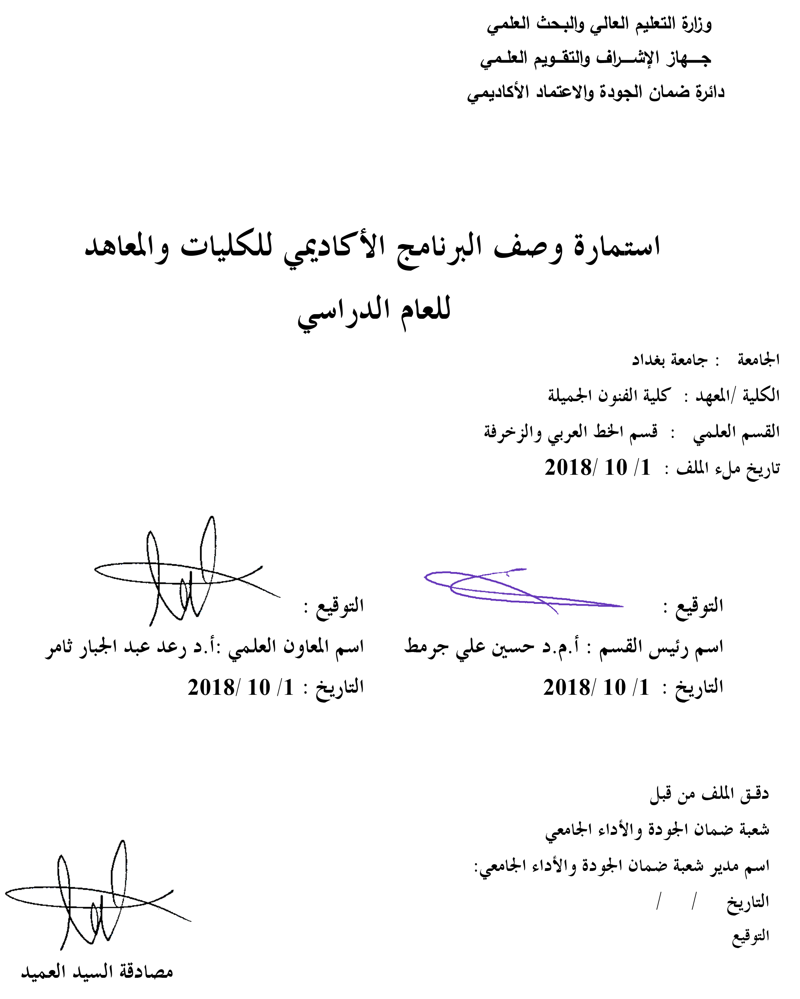 وزارة التعليم العالي والبحث العلمي
جـــهاز الإشـــراف والتقــويم العلـمي
دائرة ضمان الجودة والاعتماد الأكاديمي
استمارة وصف البرنامج الأكاديمي للكليات والمعاهد
للعام الدراسي
الجامعة : جامعة بغداد
الكلية /المعهد : كلية الفنون الجميلة
القسم العلمي : قسم الخط العربي والزخرفة
تاريخ ملء الملف : 1/ 10 /2018
التوقيع : التوقيع :
اسم رئيس القسم : أ.م.د حسين علي جرمط اسم المعاون العلمي :أ.د رعد عبد الجبار ثامر
التاريخ : 1/ 10 /2018 التاريخ : 1/ 10 /2018
دقـق الملف من قبل
شعبة ضمان الجودة والأداء الجامعي
اسم مدير شعبة ضمان الجودة والأداء الجامعي:
التاريخ / /
التوقيع
مصادقة السيد العميد